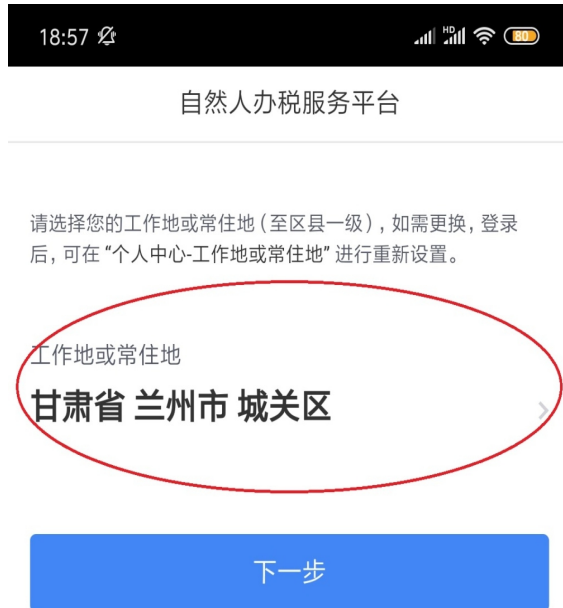 18:57
HD
80
自然人办税服务平台
请选择您的工作地或常住地（至区县一级），如需更换，登录
后，可在“个人中心-工作地或常住地”进行重新设置。
工作地或常住地
甘肃省 兰州市 城关区
下一步